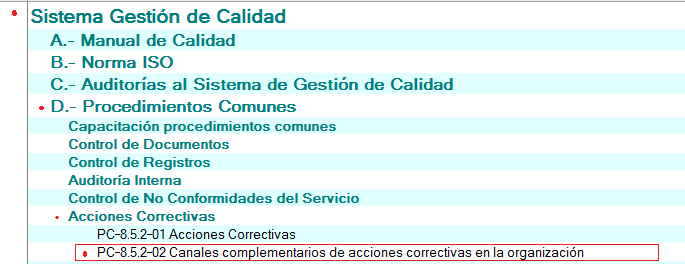 Sistema Gestión de Calidad
A.- Manual de Calidad
B.- Norma ISO
C.- Auditorías al Sistema de Gestión de Calidad
D.- Procedimientos Comunes
Capacitación procedimientos comunes
Control de Documentos
Control de Registros
Auditoría Interna
Control de No Conformidades del Servicio
Acciones Correctivas
PC-8.5.2-01 Acciones Correctivas
PC-8.5.2-02 Canales complementarios de acciones correctivas en la organización